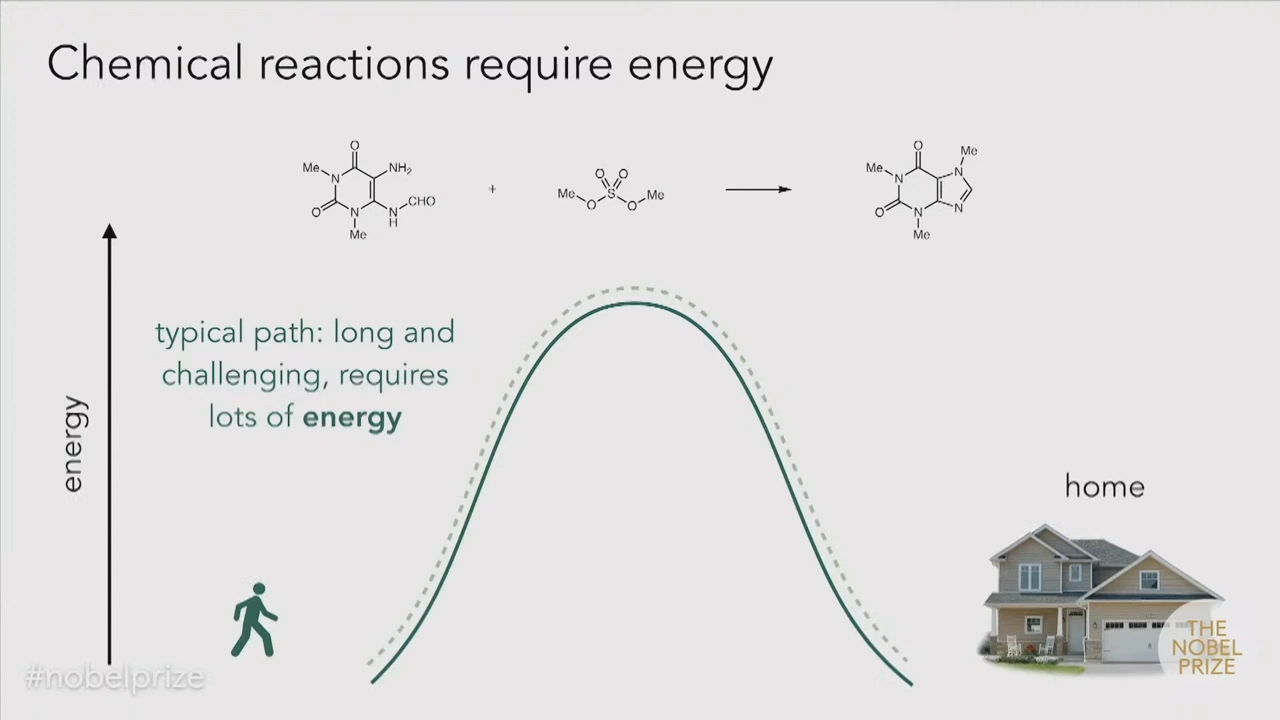 Chemical reactions require energy
O
Me
N
NH₂
O
N
N
H
CHO
Me
+
O O
Me
S
Me
O
O
O
Me
Me
N
N
O
N
N
Me
typical path: long and
challenging, requires
lots of energy
energy
home
THE
NOBEL
PRIZE
#nobelprize